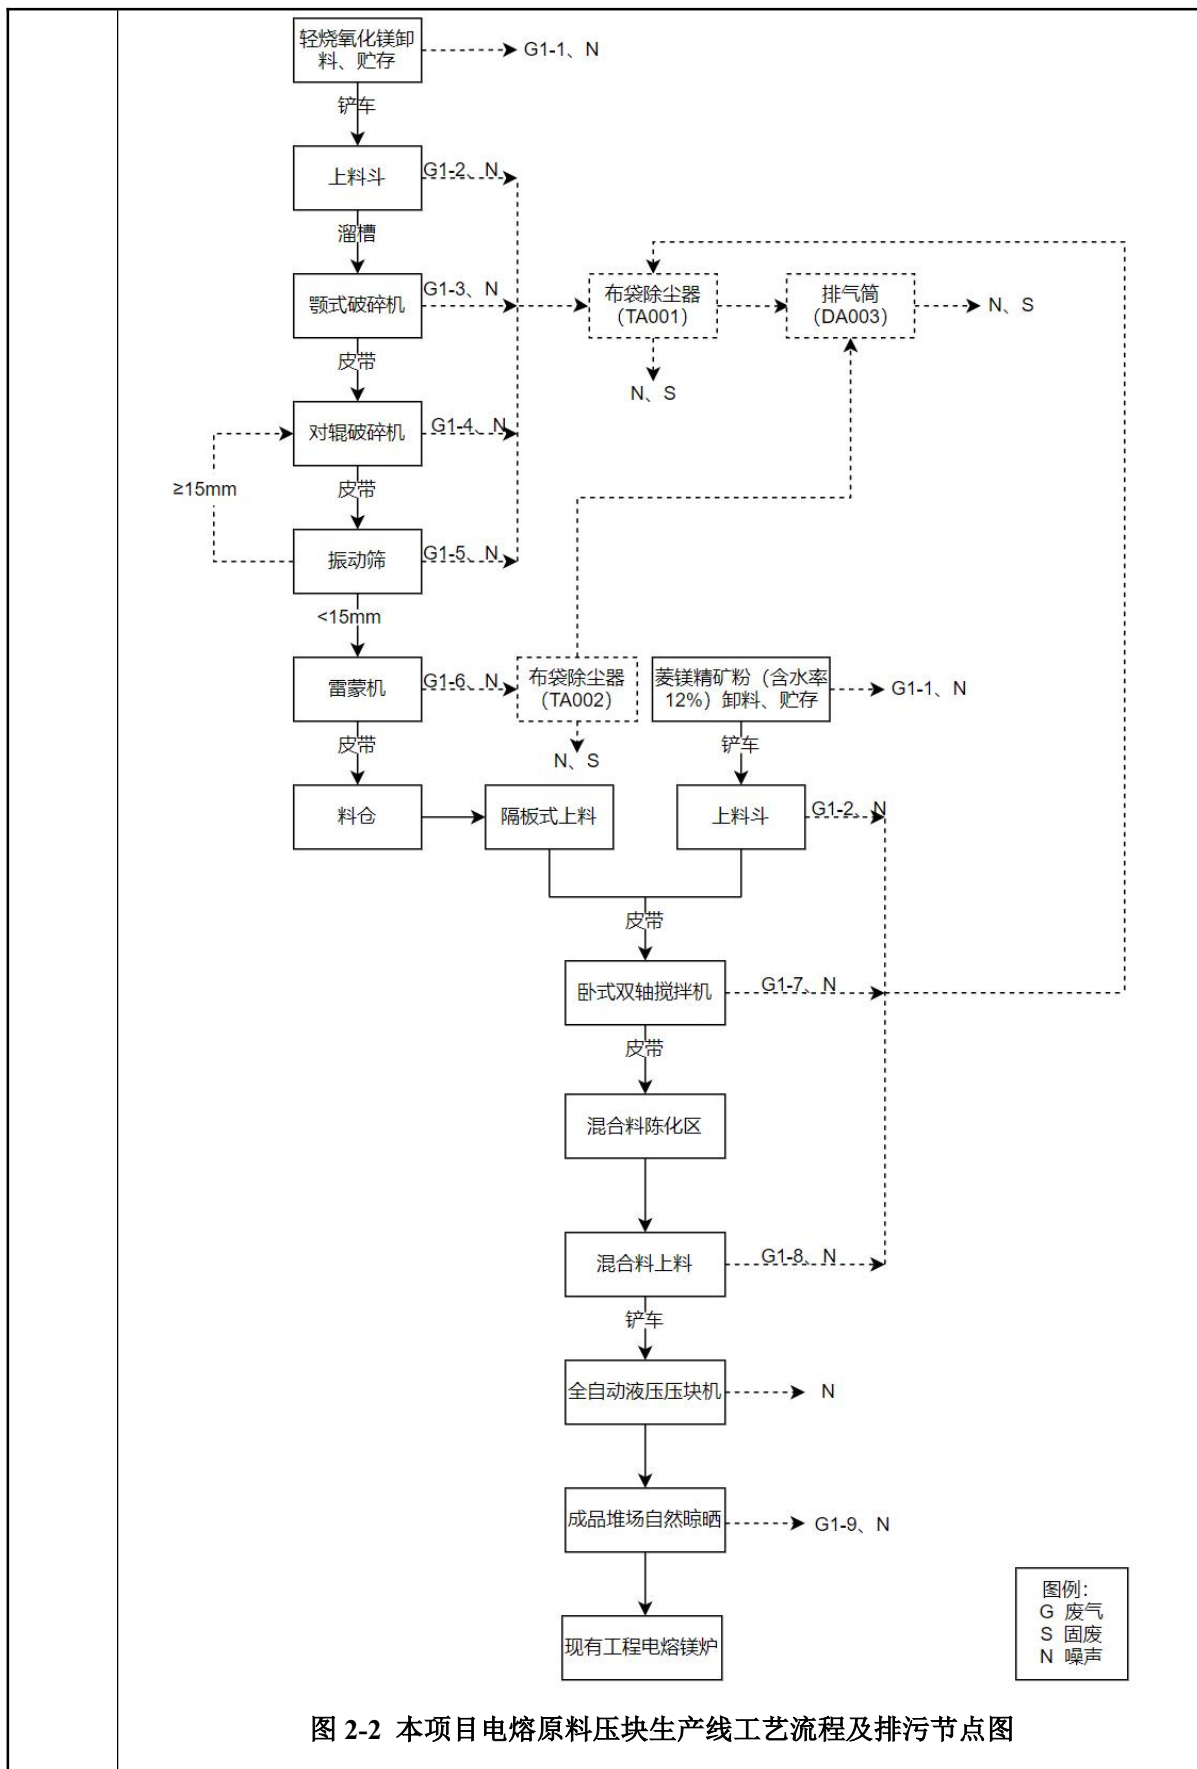 轻烧氧化镁卸
料、贮存
G1-1、N
铲车
上料斗
G1-2、N
溜槽
颚式破碎机
G1-3、N
布袋除尘器
（TA001）
排气筒
（DA003）
N、S
N、S
皮带
对辊破碎机
G1-4、N
≥15mm
皮带
振动筛
G1-5、N
<15mm
雷蒙机
G1-6、N
布袋除尘器
（TA002）
N、S
菱镁精矿粉（含水率
12%）卸料、贮存
G1-1、N
皮带
铲车
料仓
隔板式上料
上料斗
G1-2、N
皮带
卧式双轴搅拌机
G1-7、N
皮带
混合料陈化区
混合料上料
G1-8、N
铲车
全自动液压压块机
N
成品堆场自然晾晒
G1-9、N
现有工程电熔镁炉
图例：
G 废气
S 固废
N 噪声
图 2-2 本项目电熔原料压块生产线工艺流程及排污节点图